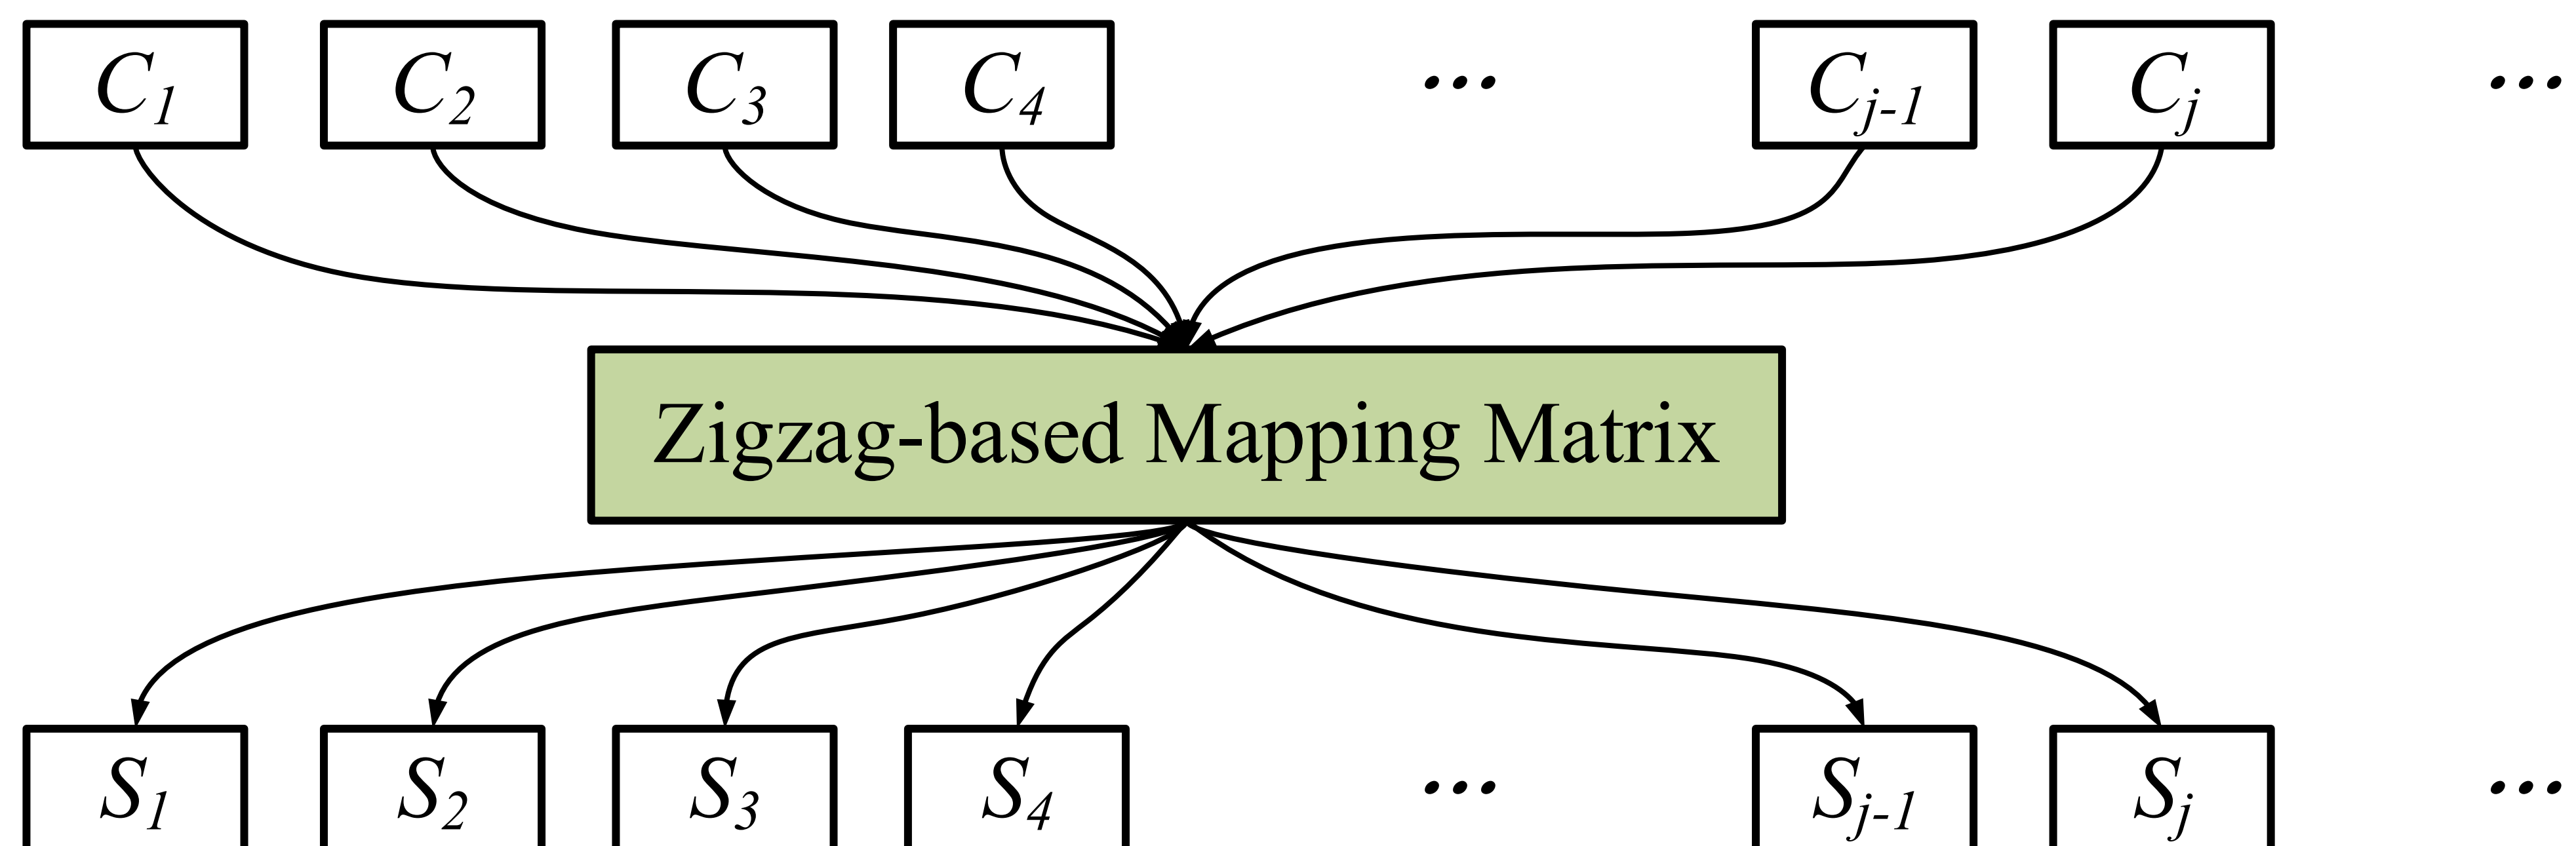 C1 C2 C3 C4 ... Cj-1 Cj ...
Zigzag-based Mapping Matrix
S1 S2 S3 S4 ... Sj-1 Sj ...